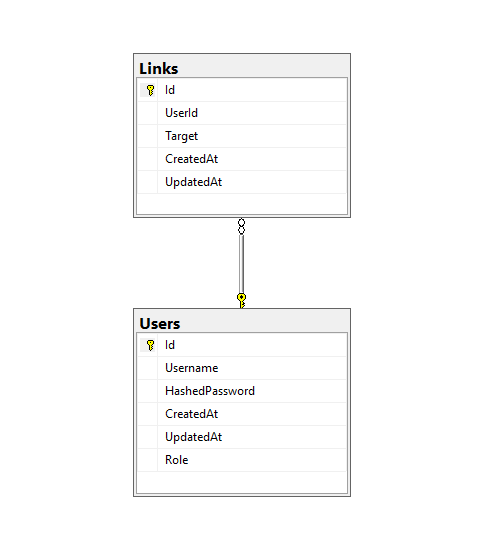 Links
Id
UserId
Target
CreatedAt
UpdatedAt
Users
Id
Username
HashedPassword
CreatedAt
UpdatedAt
Role